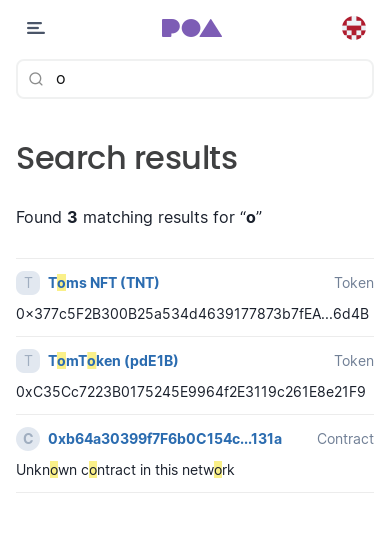 POA
o
Search results
Found 3 matching results for “o”
T Toms NFT (TNT) Token
0x377c5F2B300B25a534d4639177873b7fEA...6d4B
T TomToken (pdE1B) Token
0xC35Cc7223B0175245E9964f2E3119c261E8e21F9
C 0xb64a30399f7F6b0C154c...131a Contract
Unknown contract in this network